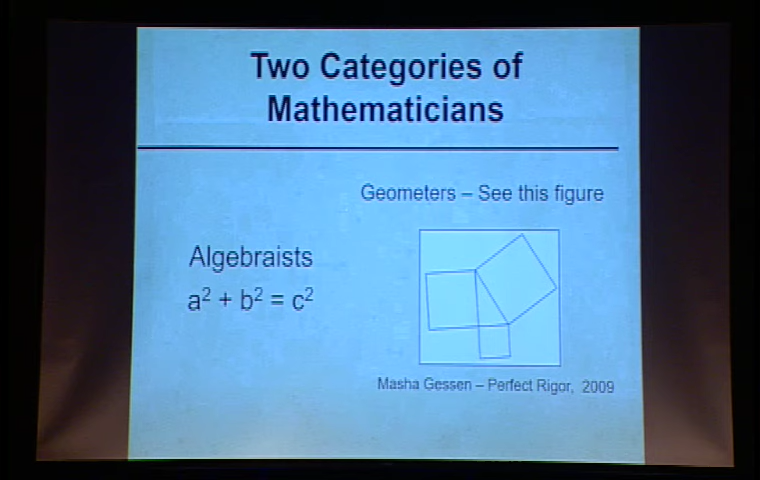 Two Categories of
Mathematicians
Geometers – See this figure
Algebraists
a² + b² = c²
Masha Gessen – Perfect Rigor, 2009